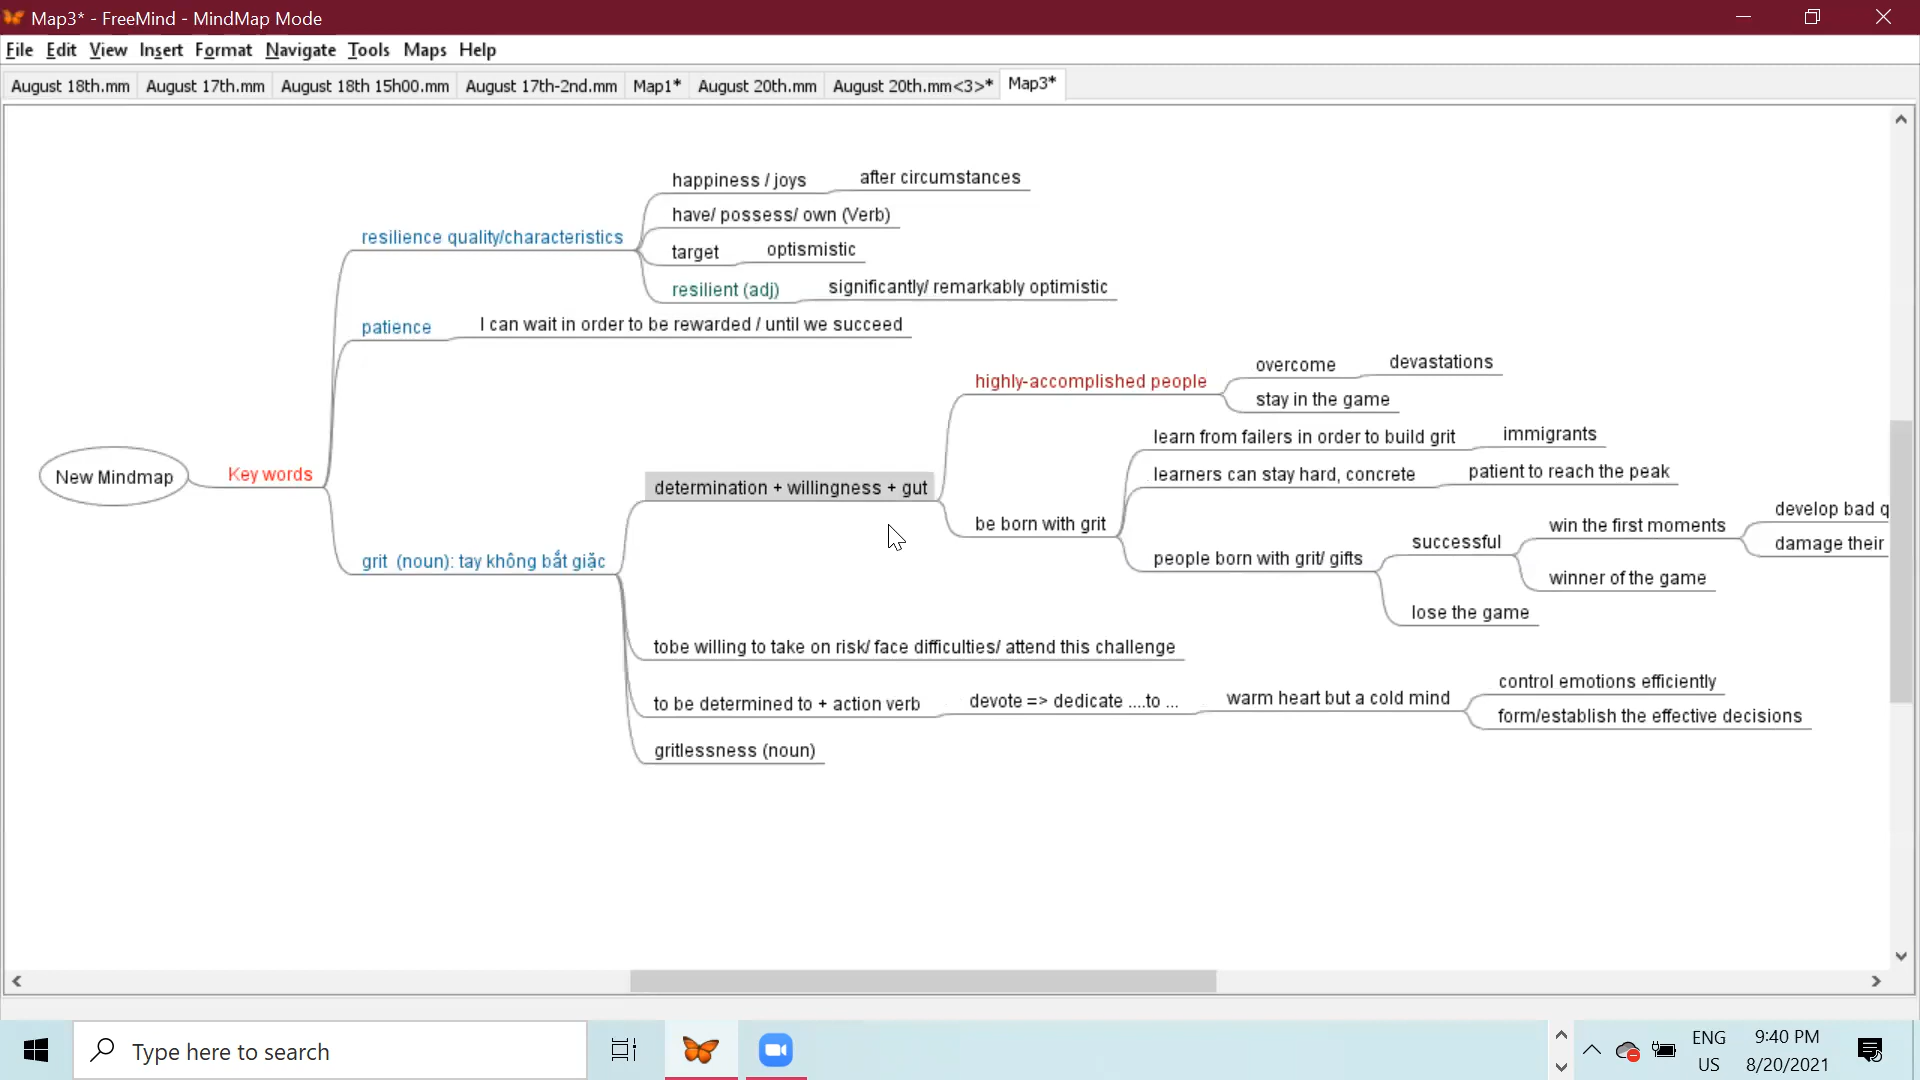 Map3* - FreeMind - MindMap Mode
File Edit View Insert Format Navigate Tools Maps Help
August 18th.mm August 17th.mm August 18th 15h00.mm August 17th-2nd.mm Map1* August 20th.mm August 20th.mm<3>* Map3*
New Mindmap
Key words
resilience quality/characteristics
happiness / joys
after circumstances
have/ possess/ own (Verb)
target
optismistic
resilient (adj)
significantly/ remarkably optimistic
patience
I can wait in order to be rewarded / until we succeed
grit (noun): tay không bắt giặc
determination + willingness + gut
highly-accomplished people
overcome
devastations
stay in the game
be born with grit
learn from failers in order to build grit
immigrants
learners can stay hard, concrete
patient to reach the peak
people born with grit/ gifts
successful
win the first moments
develop bad q
damage their
winner of the game
lose the game
tobe willing to take on risk/ face difficulties/ attend this challenge
to be determined to + action verb
devote => dedicate ....to ...
warm heart but a cold mind
control emotions efficiently
form/establish the effective decisions
gritlessness (noun)
Type here to search
ENG
US
9:40 PM
8/20/2021